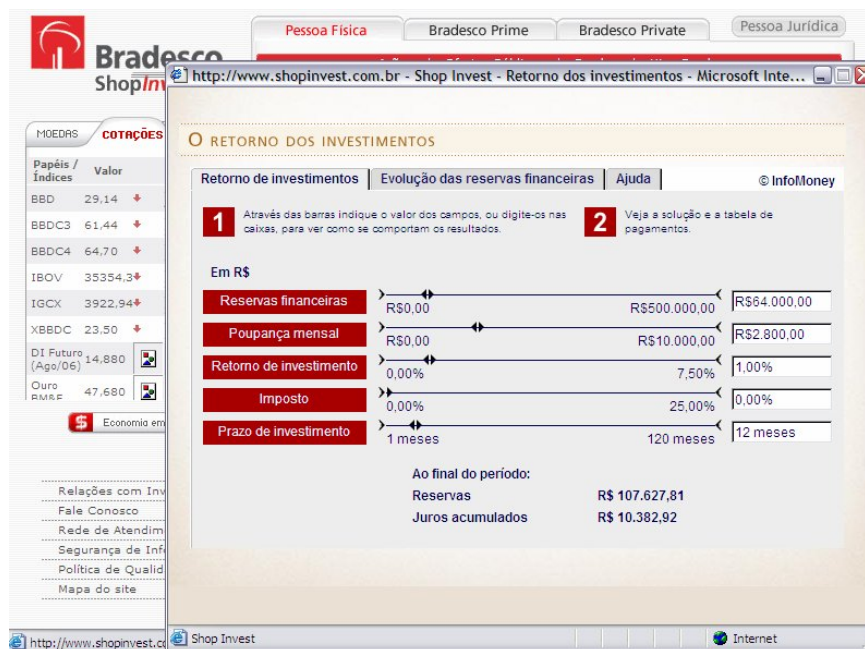 Pessoa Física Bradesco Prime Bradesco Private Pessoa Jurídica
Bradesco
ShopInv
http://www.shopinvest.com.br - Shop Invest - Retorno dos investimentos - Microsoft Inte...
MOEDAS COTAÇÕES
Papéis / Índices Valor
BBD 29,14
BBDC3 61,44
BBDC4 64,70
IBOV 35354,3
IGCX 3922,94
XBBDC 23,50
DI Futuro (Ago/06) 14,880
Ouro BM&F 47,680
Economia em
Relações com Inv
Fale Conosco
Rede de Atendim
Segurança de Inf
Política de Qualid
Mapa do site
http://www.shopinvest.co
O RETORNO DOS INVESTIMENTOS
Retorno de investimentos Evolução das reservas financeiras Ajuda © InfoMoney
1 Através das barras indique o valor dos campos, ou digite-os nas
caixas, para ver como se comportam os resultados.
2 Veja a solução e a tabela de
pagamentos.
Em R$
Reservas financeiras R$0,00 R$500.000,00 R$64.000,00
Poupança mensal R$0,00 R$10.000,00 R$2.800,00
Retorno de investimento 0,00% 7,50% 1,00%
Imposto 0,00% 25,00% 0,00%
Prazo de investimento 1 meses 120 meses 12 meses
Ao final do período:
Reservas R$ 107.627,81
Juros acumulados R$ 10.382,92
Shop Invest Internet